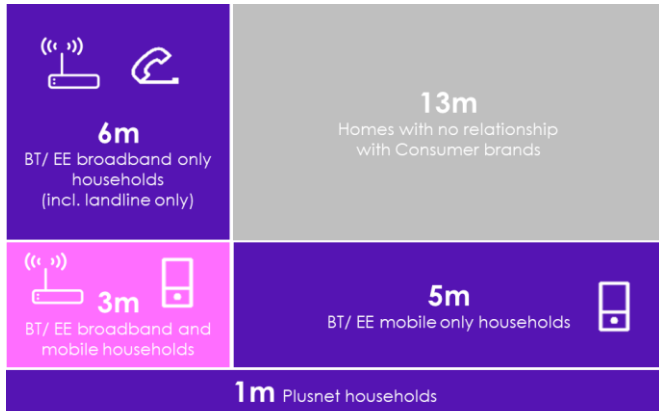 6m
BT/ EE broadband only
households
(incl. landline only)
13m
Homes with no relationship
with Consumer brands
3m
BT/ EE broadband and
mobile households
5m
BT/ EE mobile only households
1m Plusnet households